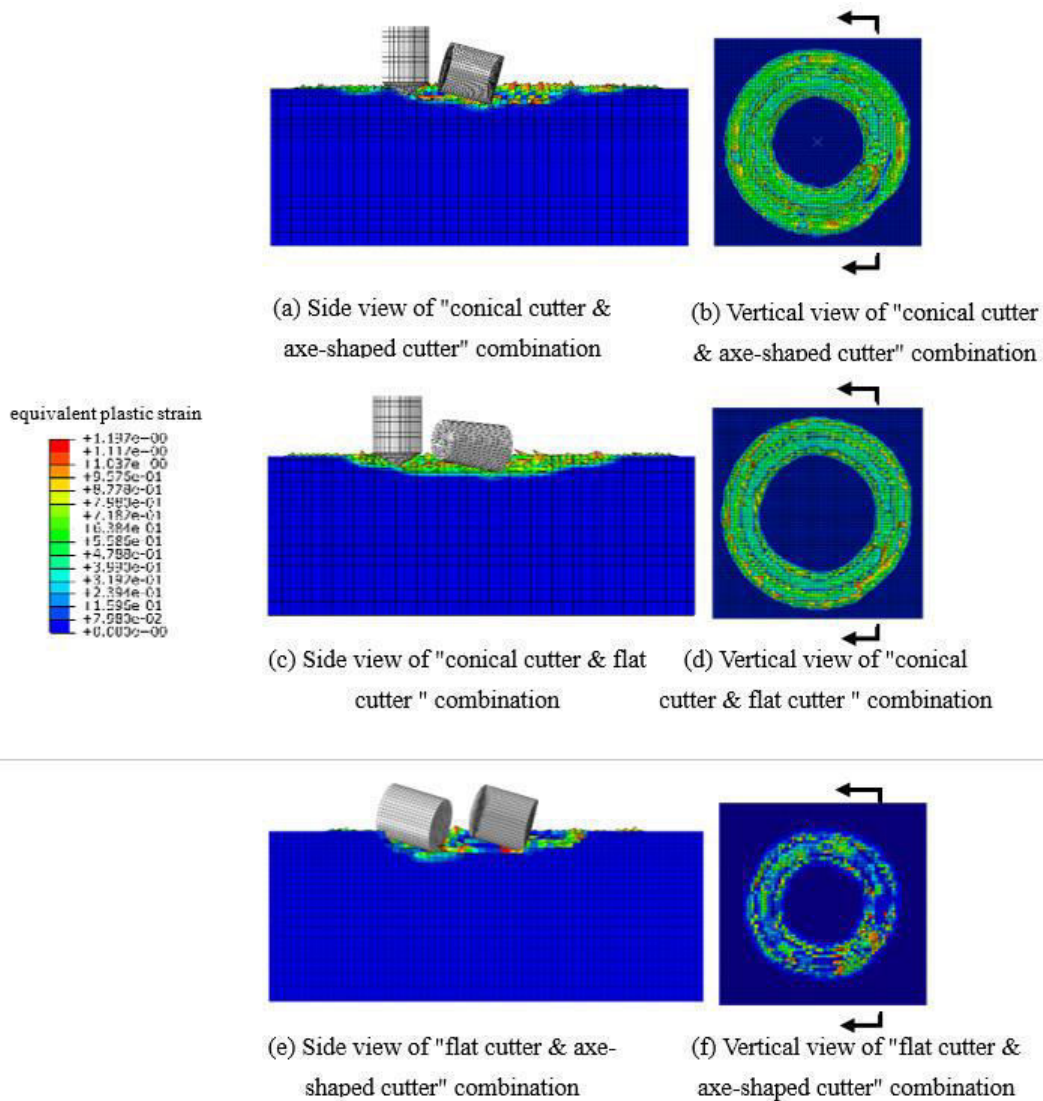 (a) Side view of "conical cutter &
axe-shaped cutter" combination
(b) Vertical view of "conical cutter
& axe-shaped cutter" combination
equivalent plastic strain
+1.197e+00
+1.117e+00
+1.037e+00
+9.576e-01
+8.778e-01
+7.980e-01
+7.182e-01
+6.384e-01
+5.586e-01
+4.788e-01
+3.990e-01
+3.192e-01
+2.394e-01
+1.596e-01
+7.980e-02
+0.000e+00
(c) Side view of "conical cutter & flat
cutter " combination
(d) Vertical view of "conical
cutter & flat cutter " combination
(e) Side view of "flat cutter & axe-
shaped cutter" combination
(f) Vertical view of "flat cutter &
axe-shaped cutter" combination